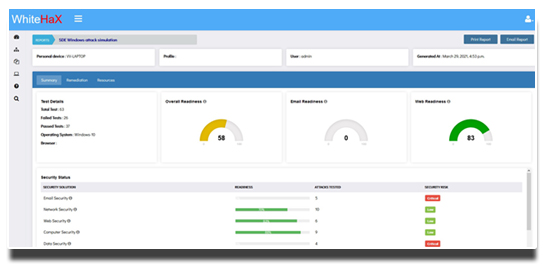 WhiteHaX
REPORTS SDE Windows attack simulation
Print Report Email Report
Personal device : VV-LAPTOP Profile : User : admin Generated At : March 29, 2021, 4:53 p.m.
Summary Remediation Resources
Test Details Overall Readiness Email Readiness Web Readiness
Total Test : 63
Failed Tests : 26
Passed Tests : 37
Operating System : Windows-10
Browser :
58 0 83
Security Status
SECURITY SOLUTION READINESS ATTACKS TESTED SECURITY RISK
Email Security 5 Critical
Network Security 10 Low
Web Security 6 Low
Computer Security 9 Low
Data Security 4 Critical